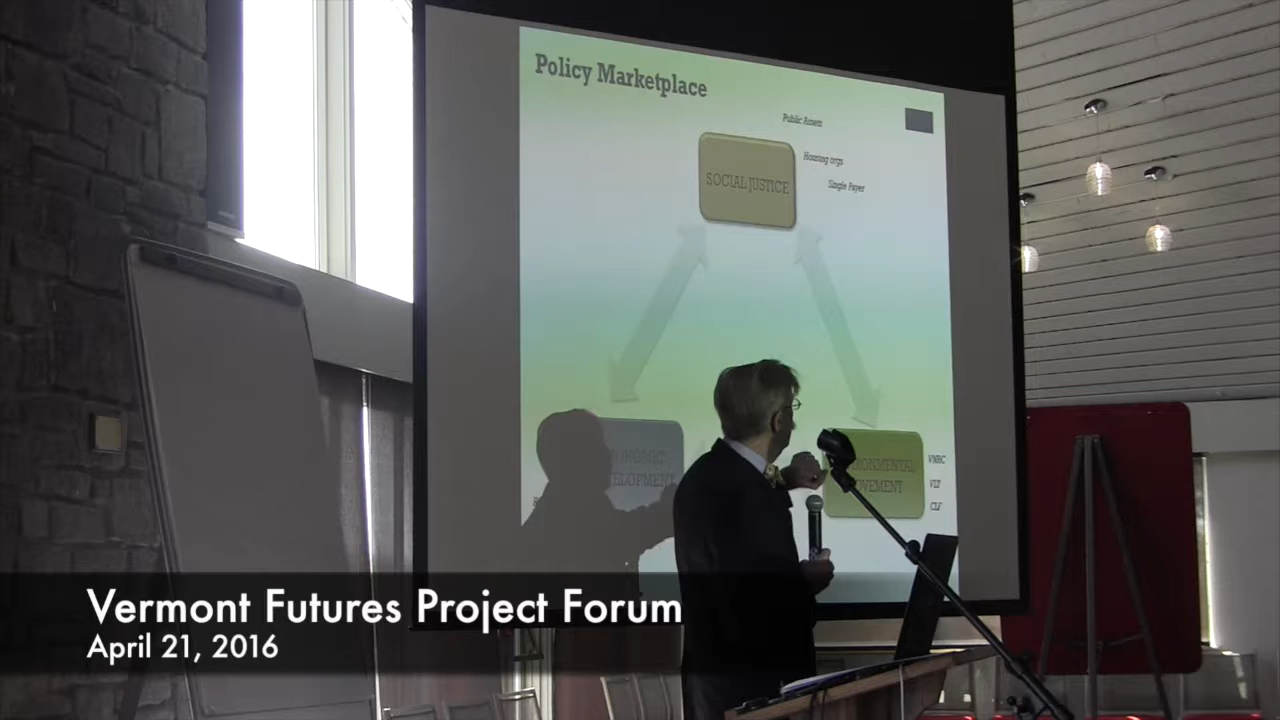 Policy Marketplace
Public Assets
Housing orgs
SOCIAL JUSTICE
Single Payer
VNRC
VLT
CLF
Vermont Futures Project Forum
April 21, 2016